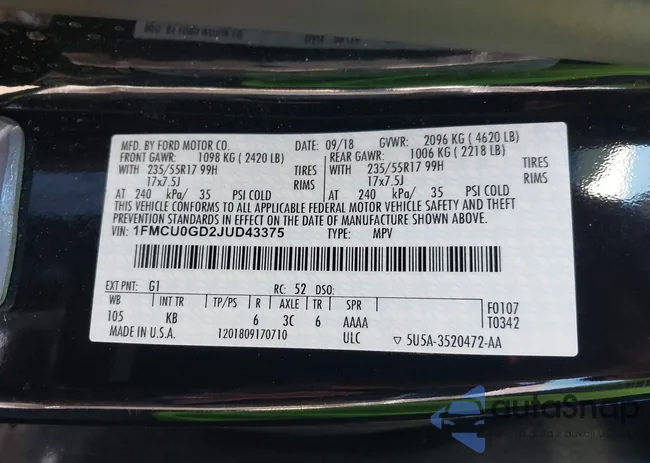 MFD. BY FORD MOTOR CO. DATE: 09/18 GVWR: 2096 KG ( 4620 LB)
FRONT GAWR: 1098 KG ( 2420 LB) REAR GAWR: 1006 KG ( 2218 LB)
WITH 235/55R17 99H TIRES WITH 235/55R17 99H TIRES
17x7.5J RIMS 17x7.5J RIMS
AT 240 kPa/ 35 PSI COLD AT 240 kPa/ 35 PSI COLD
THIS VEHICLE CONFORMS TO ALL APPLICABLE FEDERAL MOTOR VEHICLE SAFETY AND THEFT
PREVENTION STANDARDS IN EFFECT ON THE DATE OF MANUFACTURE SHOWN ABOVE.
VIN: 1FMCU0GD2JUD43375 TYPE: MPV
EXT PNT: G1 RC: 52 DSO:
WB INT TR TP/PS R AXLE TR SPR F0107
105 KB 6 3C 6 AAAA T0342
MADE IN U.S.A. 1201809170710 ULC ▽ 5U5A-3520472-AA
autoSnap